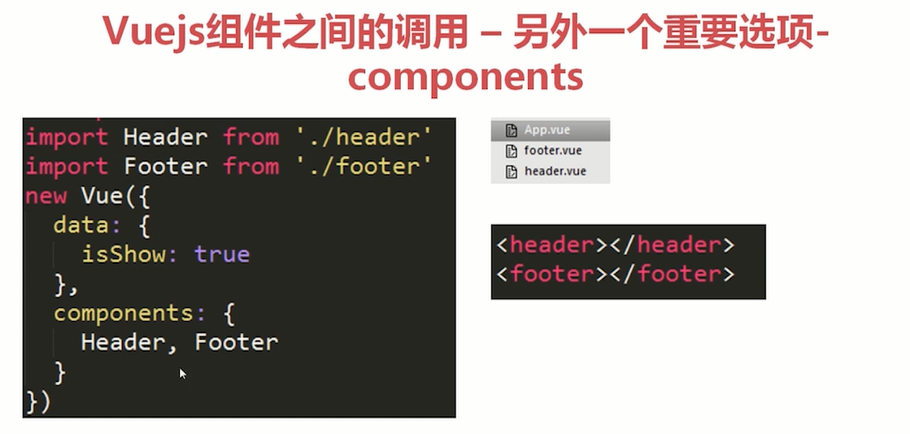 Vuejs组件之间的调用 – 另外一个重要选项-
components
import Header from './header'
import Footer from './footer'
new Vue({
  data: {
    isShow: true
  },
  components: {
    Header, Footer
  }
})
App.vue
footer.vue
header.vue
<header></header>
<footer></footer>